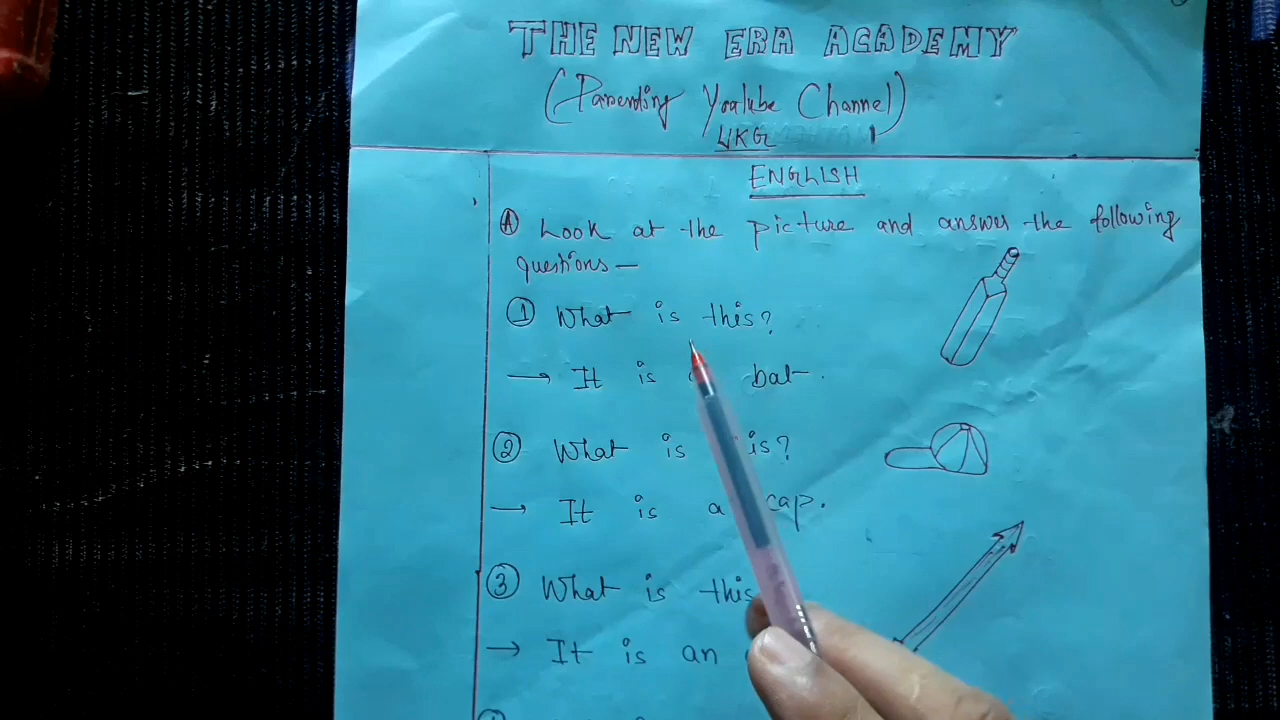 THE NEW ERA ACADEMY
(Parenting Youtube Channel)
UKG
ENGLISH
Ⓐ Look at the picture and answer the following
questions—
① What is this?
→ It is a bat.
② What is this?
→ It is a cap.
③ What is this
→ It is an